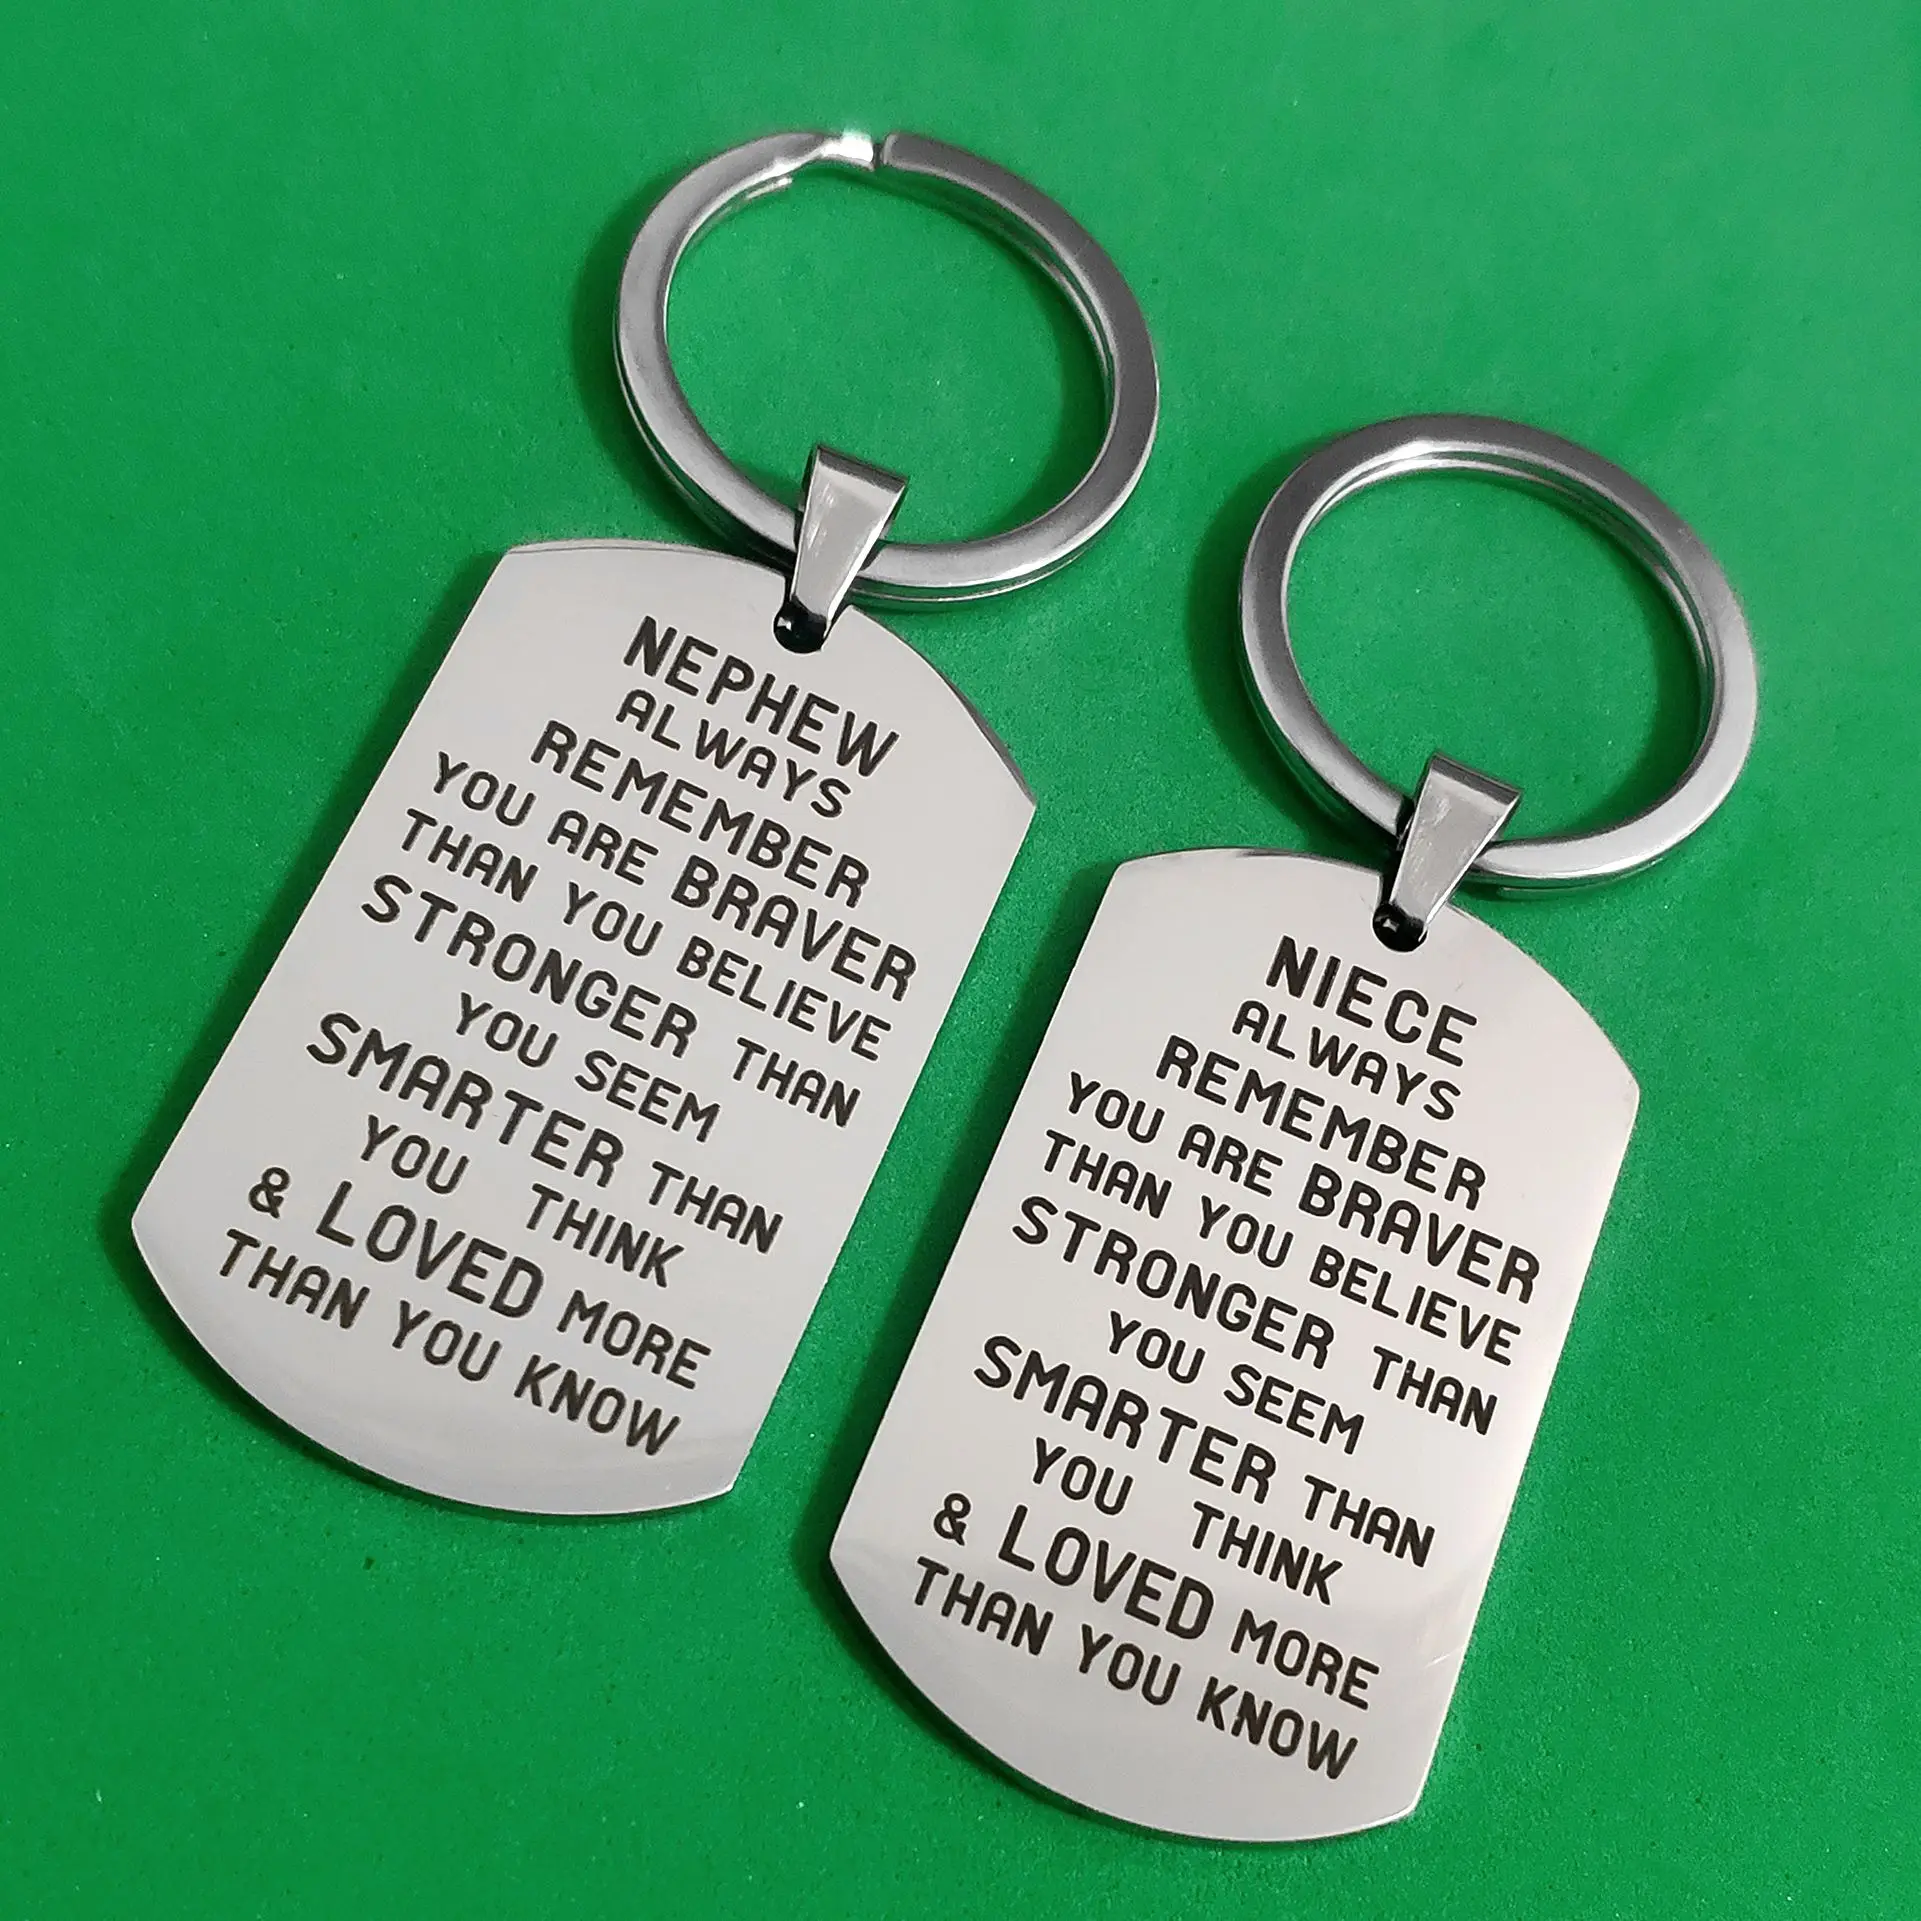 NEPHEW
ALWAYS
REMEMBER
YOU ARE BRAVER
THAN YOU BELIEVE
STRONGER THAN
YOU SEEM
SMARTER THAN
YOU THINK
& LOVED MORE
THAN YOU KNOW
NIECE
ALWAYS
REMEMBER
YOU ARE BRAVER
THAN YOU BELIEVE
STRONGER THAN
YOU SEEM
SMARTER THAN
YOU THINK
& LOVED MORE
THAN YOU KNOW